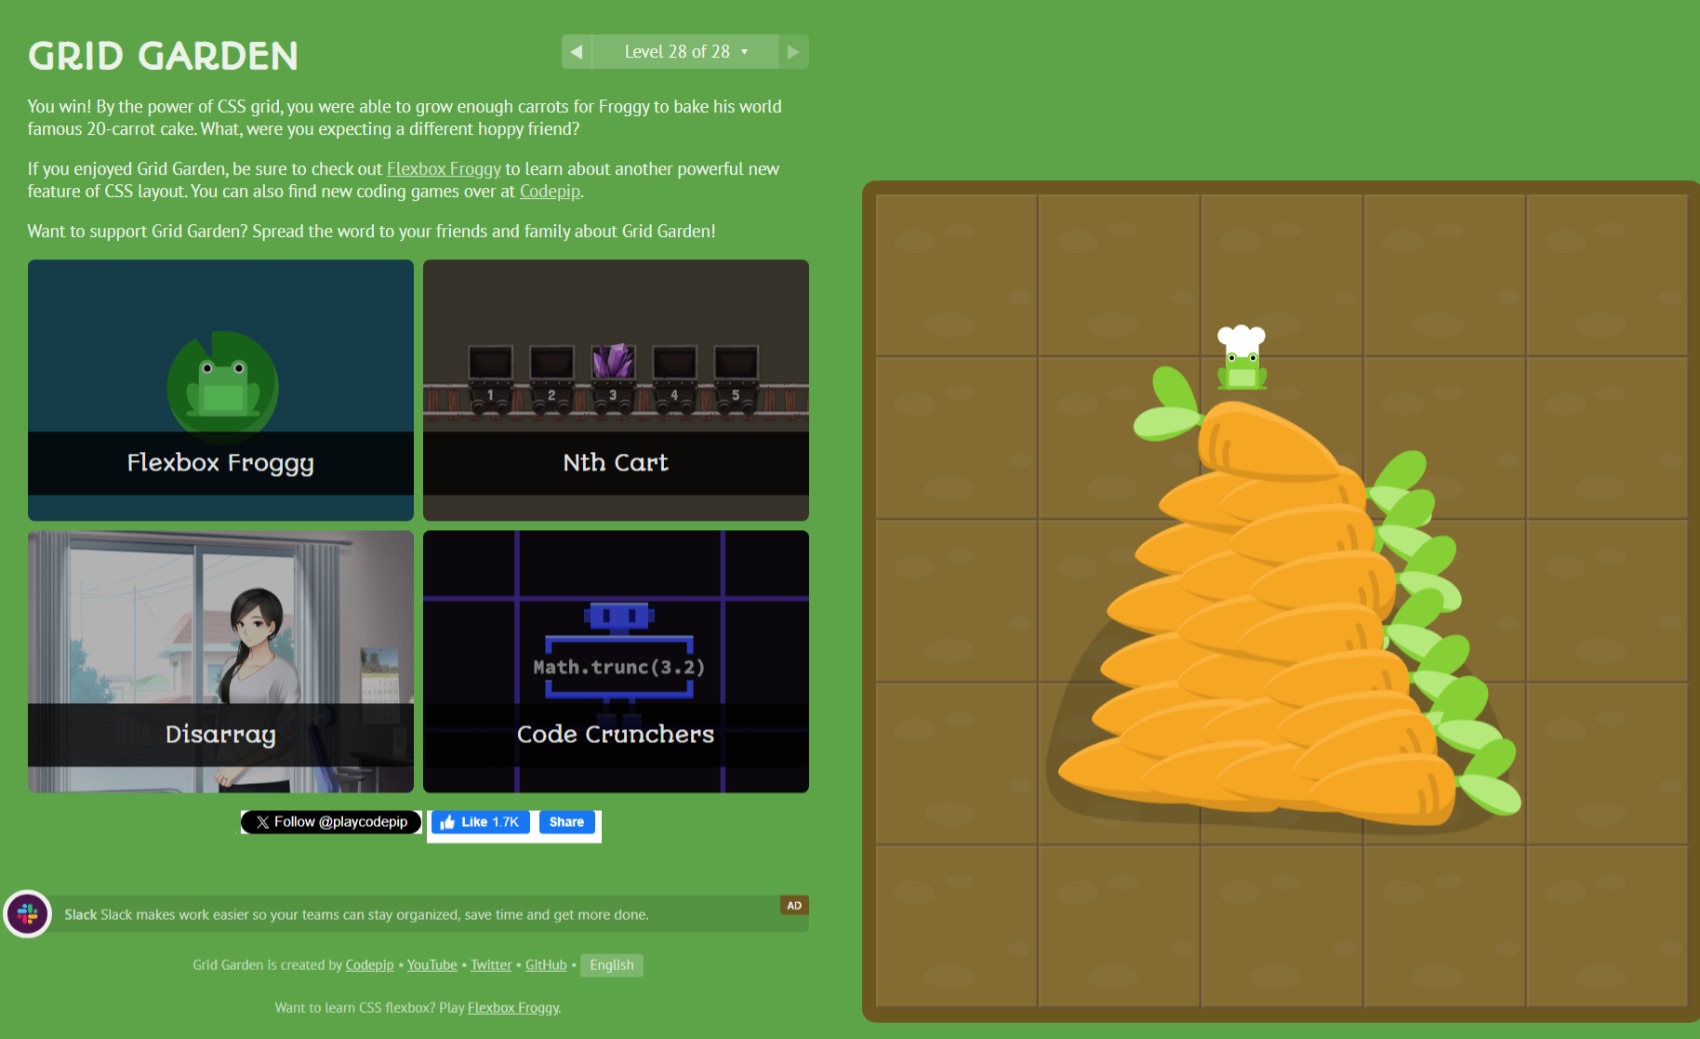 GRID GARDEN
◀ Level 28 of 28 ▼ ▶
You win! By the power of CSS grid, you were able to grow enough carrots for Froggy to bake his world
famous 20-carrot cake. What, were you expecting a different hoppy friend?
If you enjoyed Grid Garden, be sure to check out Flexbox Froggy to learn about another powerful new
feature of CSS layout. You can also find new coding games over at Codepip.
Want to support Grid Garden? Spread the word to your friends and family about Grid Garden!
1 2 3 4 5
Flexbox Froggy
Nth Cart
Math.trunc(3.2)
Disarray
Code Crunchers
X Follow @playcodepip
Like 1.7K
Share
Slack Slack makes work easier so your teams can stay organized, save time and get more done.
AD
Grid Garden is created by Codepip • YouTube • Twitter • GitHub • English
Want to learn CSS flexbox? Play Flexbox Froggy.